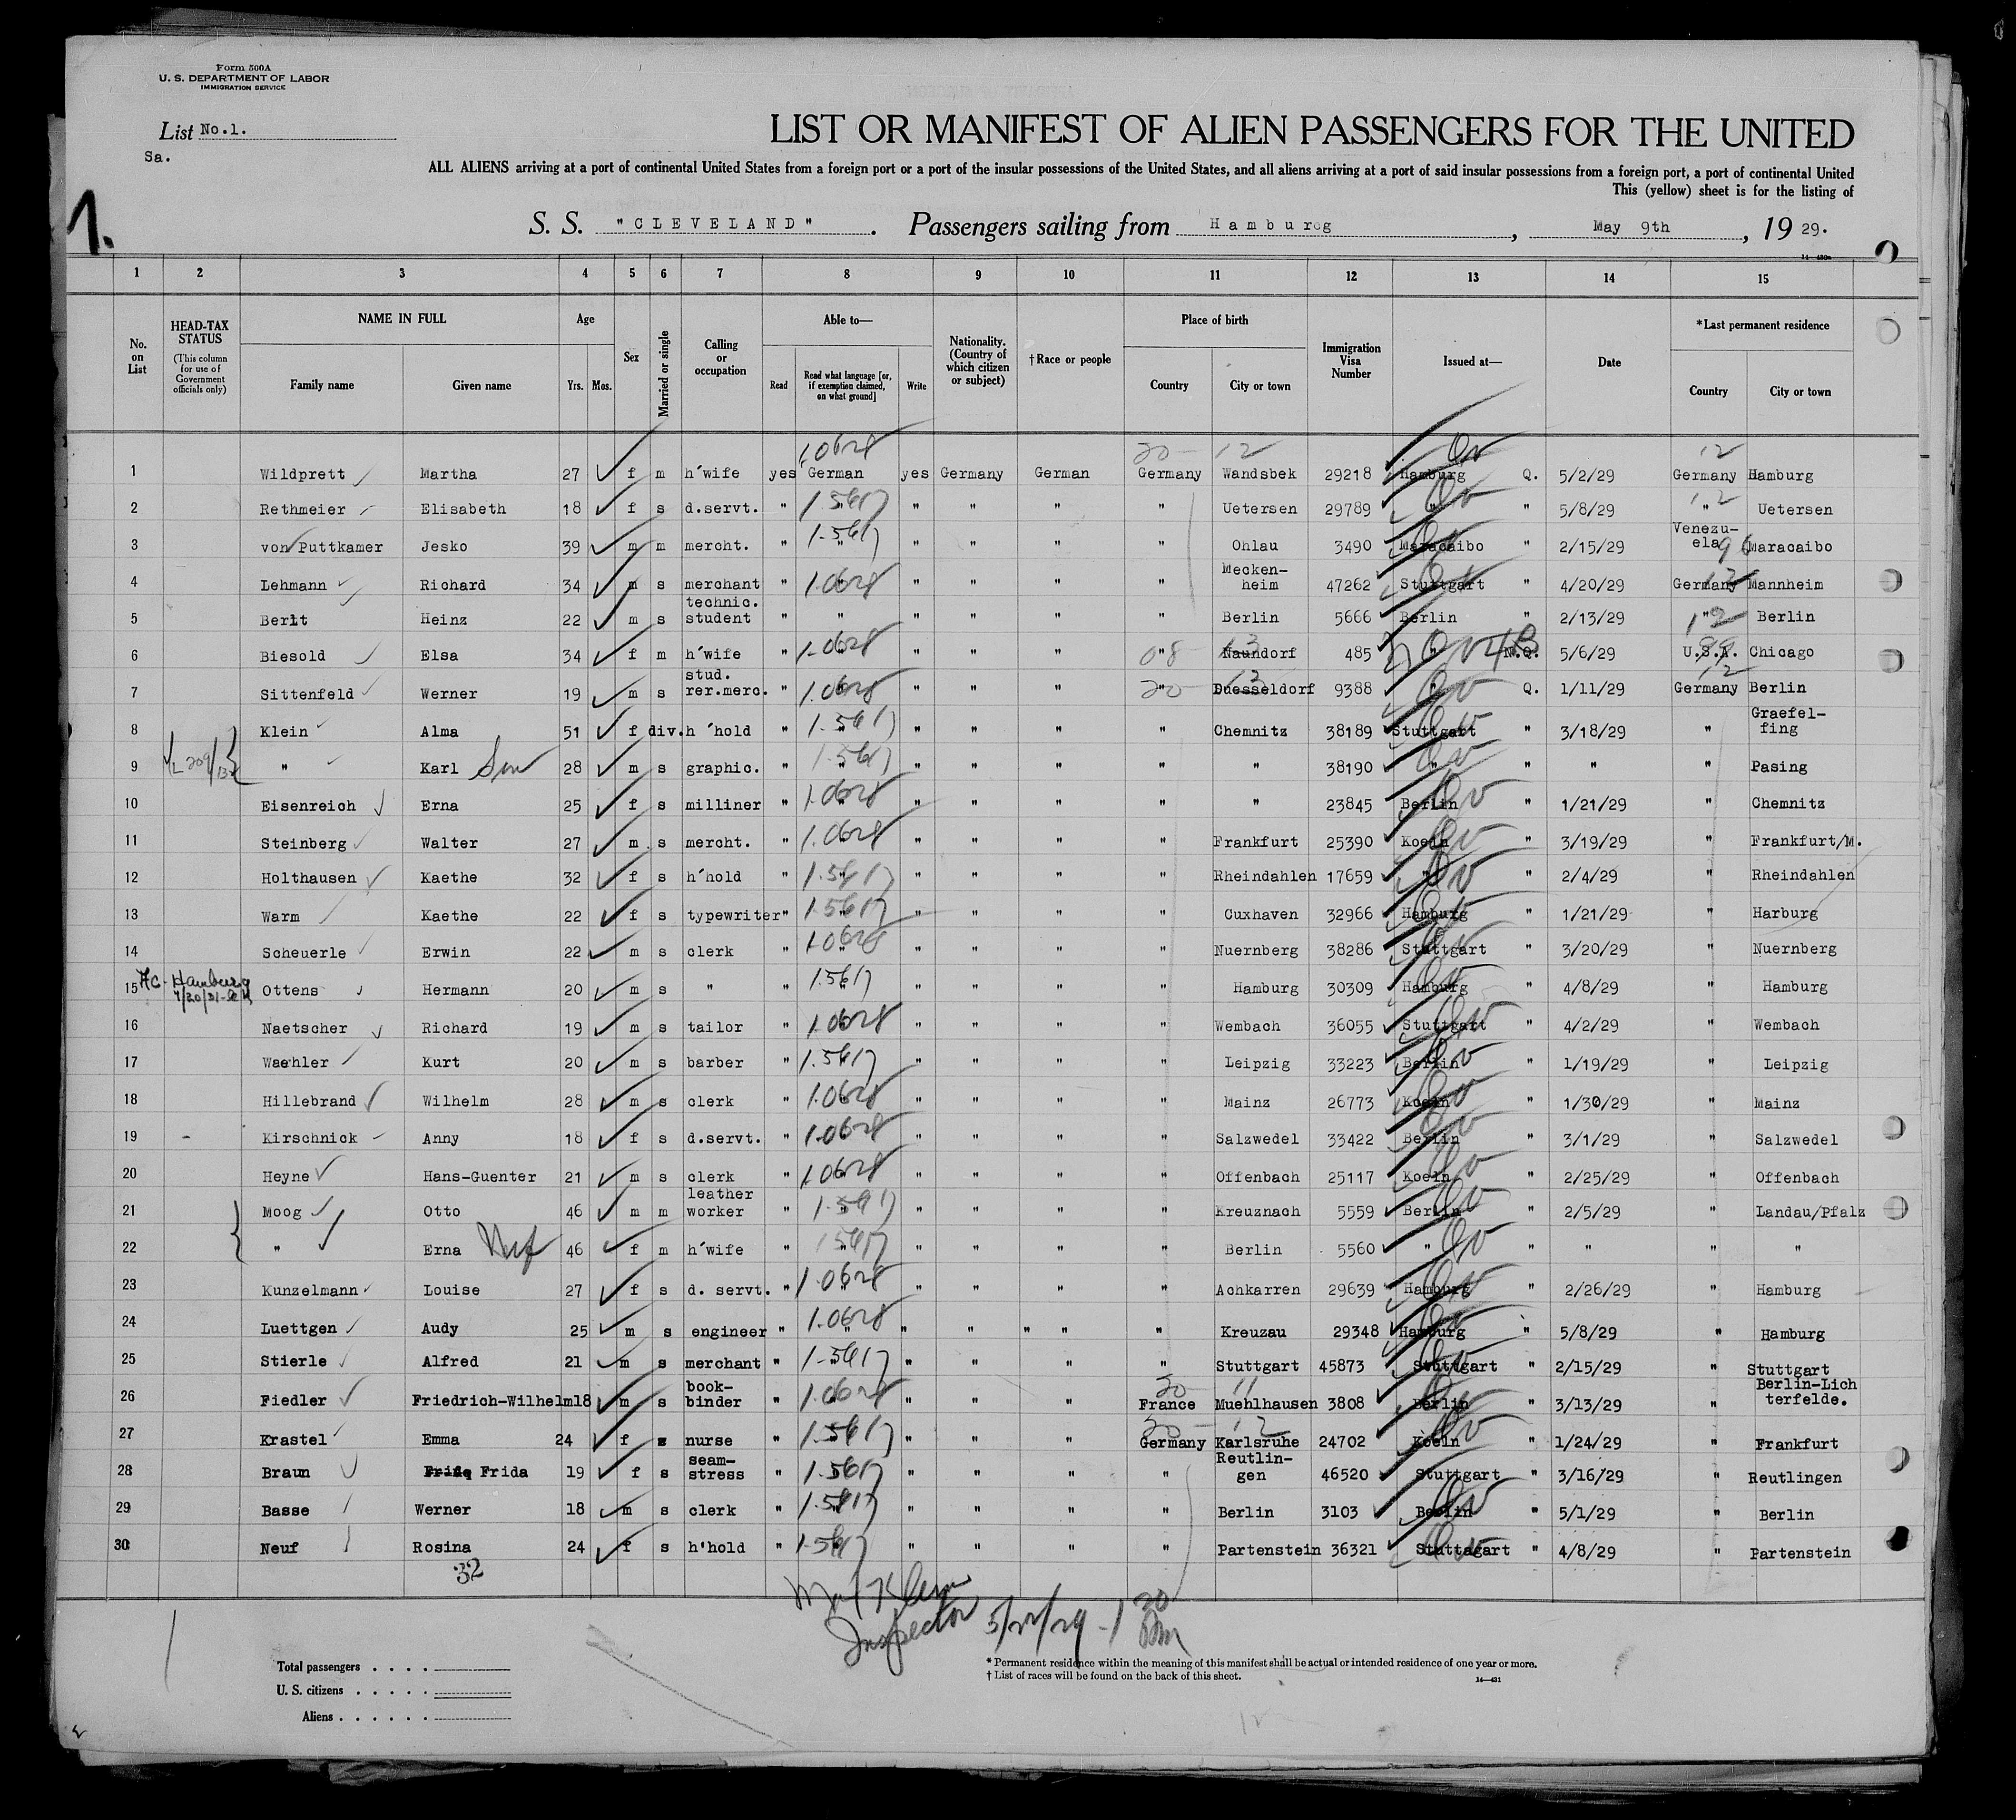 Form 500A
U. S. DEPARTMENT OF LABOR
IMMIGRATION SERVICE
List No.1.
Sa.
1.
LIST OR MANIFEST OF ALIEN PASSENGERS FOR THE UNITED
ALL ALIENS arriving at a port of continental United States from a foreign port or a port of the insular possessions of the United States, and all aliens arriving at a port of said insular possessions from a foreign port, a port of continental United
This (yellow) sheet is for the listing of
S. S. "CLEVELAND". Passengers sailing from Hamburg, May 9th, 19 29.
1 2 3 4 5 6 7 8 9 10 11 12 13 14 15
No. on List
HEAD-TAX STATUS (This column for use of Government officials only)
NAME IN FULL Family name Given name
Age Yrs. Mos.
Sex
Married or single
Calling or occupation
Able to— Read Read what language [or, if exemption claimed, on what ground] Write
Nationality. (Country of which citizen or subject)
†Race or people
Place of birth Country City or town
Immigration Visa Number
Issued at—
Date
*Last permanent residence Country City or town
1 Wildprett Martha 27 f m h'wife yes German yes Germany German Germany Wandsbek 29218 Hamburg Q. 5/2/29 Germany Hamburg
2 Rethmeier Elisabeth 18 f s d.servt. " " " " " " Uetersen 29789 " " 5/8/29 " Uetersen
3 von Puttkamer Jesko 39 m m mercht. " " " " " " Ohlau 3490 Maracaibo " 2/15/29 Venezu-ela Maracaibo
4 Lehmann Richard 34 m s merchant " " " " " " Mecken-heim 47262 Stuttgart " 4/20/29 Germany Mannheim
5 Berlt Heinz 22 m s technic. student " " " " " " Berlin 5666 Berlin " 2/13/29 " Berlin
6 Biesold Elsa 34 f m h'wife " " " " " " Naundorf 485 " N.Q. 5/6/29 U.S.A. Chicago
7 Sittenfeld Werner 19 m s stud. rer.merc. " " " " " " Duesseldorf 9388 " Q. 1/11/29 Germany Berlin
8 Klein Alma 51 f div. h'hold " " " " " " Chemnitz 38189 Stuttgart " 3/18/29 " Graefel-fing
9 " Karl Son 28 m s graphic. " " " " " " " 38190 " " " " Pasing
10 Eisenreich Erna 25 f s milliner " " " " " " " 23845 Berlin " 1/21/29 " Chemnitz
11 Steinberg Walter 27 m s mercht. " " " " " " Frankfurt 25390 Koeln " 3/19/29 " Frankfurt/M.
12 Holthausen Kaethe 32 f s h'hold " " " " " " Rheindahlen 17659 " " 2/4/29 " Rheindahlen
13 Warm Kaethe 22 f s typewriter " " " " " " Cuxhaven 32966 Hamburg " 1/21/29 " Harburg
14 Scheuerle Erwin 22 m s clerk " " " " " " Nuernberg 38286 Stuttgart " 3/20/29 " Nuernberg
15 Hamburg Ottens Hermann 20 m s " " " " " " " Hamburg 30309 Hamburg " 4/8/29 " Hamburg
16 Naetscher Richard 19 m s tailor " " " " " " Wembach 36055 Stuttgart " 4/2/29 " Wembach
17 Waehler Kurt 20 m s barber " " " " " " Leipzig 33223 Berlin " 1/19/29 " Leipzig
18 Hillebrand Wilhelm 28 m s clerk " " " " " " Mainz 26773 Koeln " 1/30/29 " Mainz
19 Kirschnick Anny 18 f s d.servt. " " " " " " Salzwedel 33422 Berlin " 3/1/29 " Salzwedel
20 Heyne Hans-Guenter 21 m s clerk " " " " " " Offenbach 25117 Koeln " 2/25/29 " Offenbach
21 Moog Otto 46 m m leather worker " " " " " " Kreuznach 5559 Berlin " 2/5/29 " Landau/Pfalz
22 " Erna Wif 46 f m h'wife " " " " " " Berlin 5560 " " " " "
23 Kunzelmann Louise 27 f s d. servt. " " " " " " Achkarren 29639 Hamburg " 2/26/29 " Hamburg
24 Luettgen Audy 25 m s engineer " " " " " " Kreuzau 29348 Hamburg " 5/8/29 " Hamburg
25 Stierle Alfred 21 m s merchant " " " " " " Stuttgart 45873 Stuttgart " 2/15/29 " Stuttgart
26 Fiedler Friedrich-Wilhelm 18 m s book-binder " " " " " France Muehlhausen 3808 Berlin " 3/13/29 " Berlin-Lich terfelde.
27 Krastel Emma 24 f s nurse " " " " " Germany Karlsruhe 24702 Koeln " 1/24/29 " Frankfurt
28 Braun Frida 19 f s seam-stress " " " " " " Reutlin-gen 46520 Stuttgart " 3/16/29 " Reutlingen
29 Basse Werner 18 m s clerk " " " " " " Berlin 3103 Berlin " 5/1/29 " Berlin
30 Neuf Rosina 24 f s h'hold " " " " " " Partenstein 36321 Stuttagart " 4/8/29 " Partenstein
32
Klein
Inspector 5/22/29
Total passengers . . . .
U. S. citizens . . . . .
Aliens . . . . . .
* Permanent residence within the meaning of this manifest shall be actual or intended residence of one year or more.
† List of races will be found on the back of this sheet.
14—431